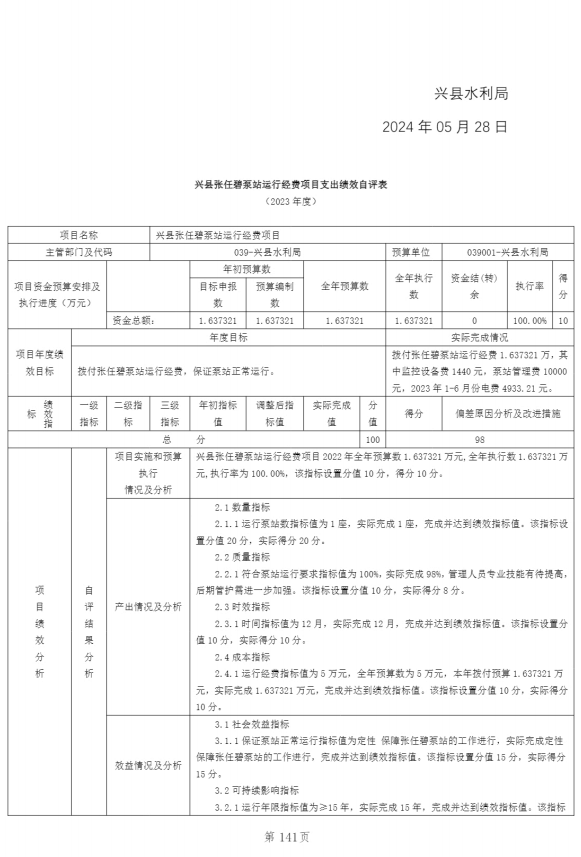 兴县水利局
2024 年 05 月 28 日
兴县张任碧泵站运行经费项目支出绩效自评表
（2023 年度）
项目名称 兴县张任碧泵站运行经费项目
主管部门及代码 039-兴县水利局 预算单位 039001-兴县水利局
项目资金预算安排及执行进度（万元） 年初预算数 全年预算数 全年执行数 资金结(转)余 执行率 得分
目标申报数 预算编制数
资金总额: 1.637321 1.637321 1.637321 1.637321 0 100.00% 10
项目年度绩效目标 年度目标 实际完成情况
拨付张任碧泵站运行经费，保证泵站正常运行。
拨付张任碧泵站运行经费 1.637321 万，其
中监控设备费 1440 元，泵站管理费 10000
元，2023 年 1-6 月份电费 4933.21 元。
绩效指标 一级指标 二级指标 三级指标 年初指标值 调整后指标值 实际完成值 分值 得分 偏差原因分析及改进措施
总 分 100 98
项目绩效分析 自评结果分析
项目实施和预算
执行
情况及分析
兴县张任碧泵站运行经费项目 2022 年全年预算数 1.637321 万元,全年执行数 1.637321 万
元,执行率为 100.00%，该指标设置分值 10 分，得分 10 分。
产出情况及分析
2.1 数量指标
2.1.1 运行泵站数指标值为 1 座，实际完成 1 座，完成并达到绩效指标值。该指标设
置分值 20 分，实际得分 20 分。
2.2 质量指标
2.2.1 符合泵站运行要求指标值为 100%，实际完成 98%，管理人员专业技能有待提高，
后期管护需进一步加强。该指标设置分值 10 分，实际得分 8 分。
2.3 时效指标
2.3.1 时间指标值为 12 月，实际完成 12 月，完成并达到绩效指标值。该指标设置分
值 10 分，实际得分 10 分。
2.4 成本指标
2.4.1 运行经费指标值为 5 万元，全年预算数为 5 万元，本年拨付预算 1.637321 万
元，实际完成 1.637321 万元，完成并达到绩效指标值。该指标设置分值 10 分，实际得分
10 分。
效益情况及分析
3.1 社会效益指标
3.1.1 保证泵站正常运行指标值为定性 保障张任碧泵站的工作进行，实际完成定性
保障张任碧泵站的工作进行，完成并达到绩效指标值。该指标设置分值 15 分，实际得分
15 分。
3.2 可持续影响指标
3.2.1 运行年限指标值为≥15 年，实际完成 15 年，完成并达到绩效指标值。该指标
第 141页